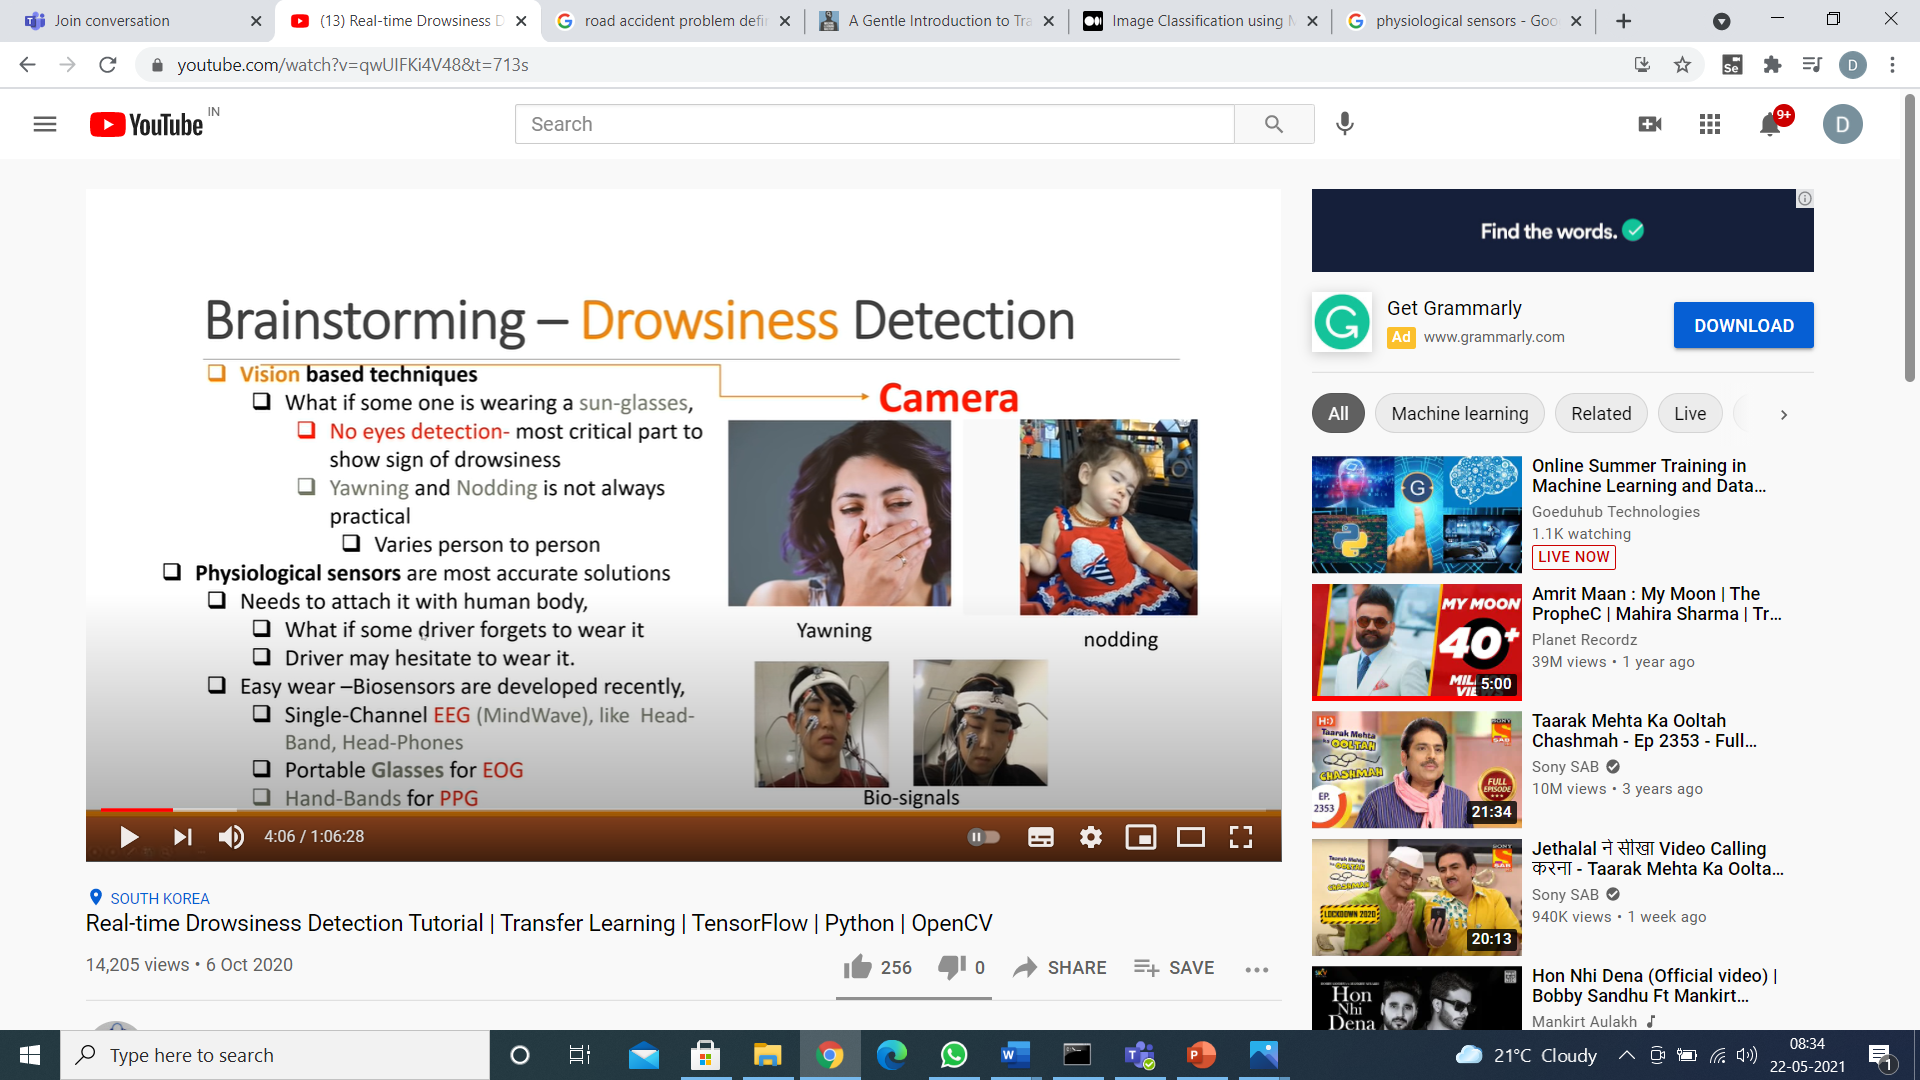 Join conversation
(13) Real-time Drowsiness D
road accident problem defi
A Gentle Introduction to Tra
Image Classification using M
physiological sensors - Goo
youtube.com/watch?v=qwUIFKi4V48&t=713s
Se
D
YouTube
IN
Search
9+
D
Brainstorming – Drowsiness Detection
Vision based techniques
Camera
What if some one is wearing a sun-glasses,
No eyes detection- most critical part to
show sign of drowsiness
Yawning and Nodding is not always
practical
Varies person to person
Physiological sensors are most accurate solutions
Needs to attach it with human body,
What if some driver forgets to wear it
Driver may hesitate to wear it.
Easy wear –Biosensors are developed recently,
Single-Channel EEG (MindWave), like Head-
Band, Head-Phones
Portable Glasses for EOG
Hand-Bands for PPG
Yawning
nodding
Bio-signals
4:06 / 1:06:28
SOUTH KOREA
Real-time Drowsiness Detection Tutorial | Transfer Learning | TensorFlow | Python | OpenCV
14,205 views • 6 Oct 2020
256
0
SHARE
SAVE
Find the words.
Get Grammarly
Ad www.grammarly.com
DOWNLOAD
All
Machine learning
Related
Live
G
Online Summer Training in
Machine Learning and Data...
Goeduhub Technologies
1.1K watching
LIVE NOW
MY MOON
40+
5:00
Amrit Maan : My Moon | The
PropheC | Mahira Sharma | Tr...
Planet Recordz
39M views • 1 year ago
Taarak Mehta
Ka OOLTAH
CHASHMAH
EP.
2353
FULL
EPISODE
21:34
Taarak Mehta Ka Ooltah
Chashmah - Ep 2353 - Full...
Sony SAB
10M views • 3 years ago
LOCKDOWN 2020
20:13
Jethalal ने सीखा Video Calling
करना - Taarak Mehta Ka Oolta...
Sony SAB
940K views • 1 week ago
Hon
Nhi
Dena
Hon Nhi Dena (Official video) |
Bobby Sandhu Ft Mankirt...
Mankirt Aulakh
Type here to search
21°C Cloudy
08:34
22-05-2021
1